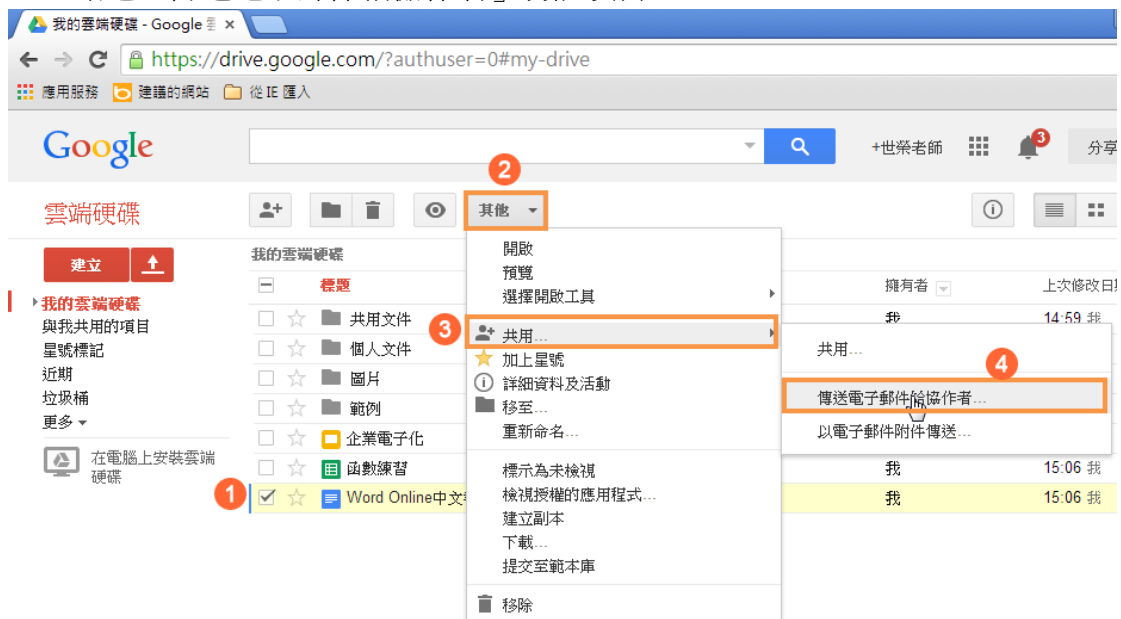 我的雲端硬碟 - Google 雲
https://drive.google.com/?authuser=0#my-drive
應用服務 建議的網站 從 IE 匯入
Google
+世榮老師
3
分享
2
雲端硬碟
其他
建立
我的雲端硬碟
標題
擁有者
上次修改日期
我的雲端硬碟
與我共用的項目
星號標記
近期
垃圾桶
更多
在電腦上安裝雲端
硬碟
共用文件
我
14:59 我
個人文件
圖片
範例
企業電子化
函數練習
我
15:06 我
1
Word Online中文
我
15:06 我
開啟
預覽
選擇開啟工具
3
共用...
加上星號
詳細資料及活動
移至...
重新命名...
標示為未檢視
檢視授權的應用程式...
建立副本
下載...
提交至範本庫
移除
共用...
4
傳送電子郵件給協作者...
以電子郵件附件傳送...